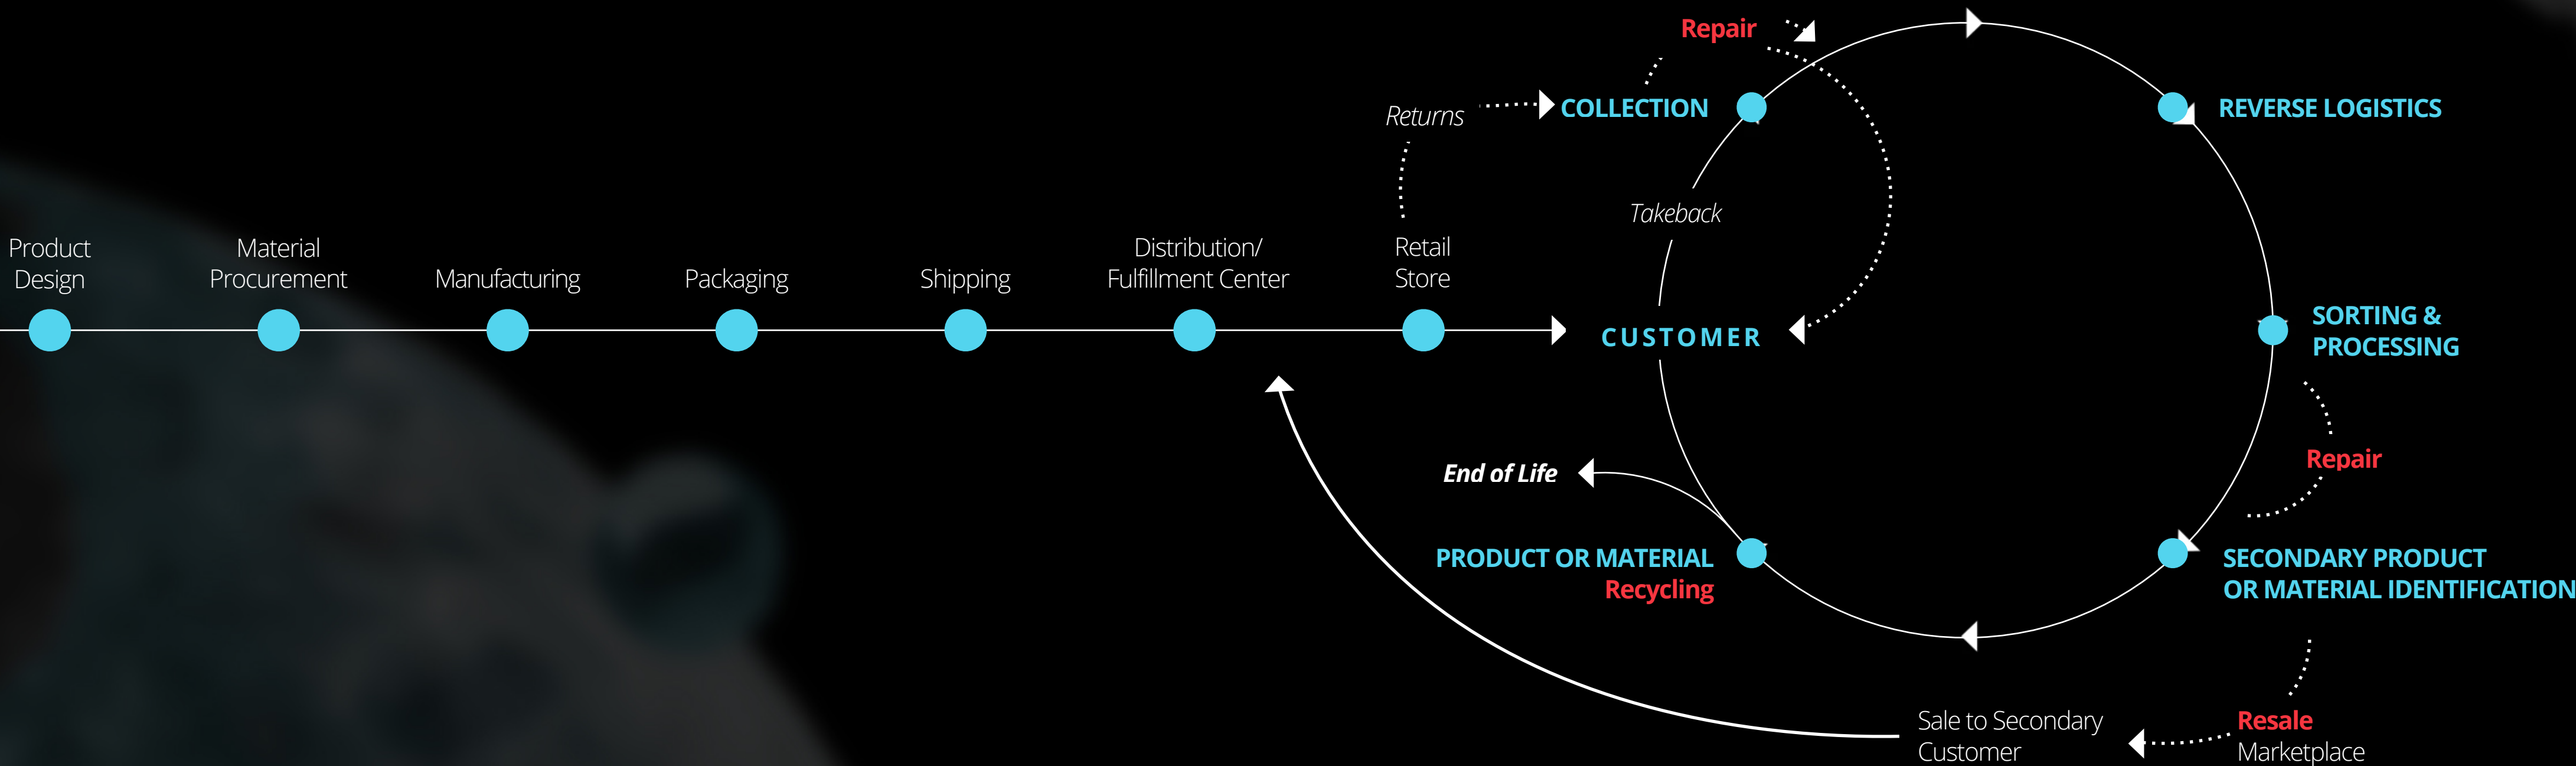 Repair
Returns
COLLECTION
REVERSE LOGISTICS
Takeback
Product
Design
Material
Procurement
Manufacturing
Packaging
Shipping
Distribution/
Fulfillment Center
Retail
Store
CUSTOMER
SORTING &
PROCESSING
Repair
End of Life
PRODUCT OR MATERIAL
Recycling
SECONDARY PRODUCT
OR MATERIAL IDENTIFICATION
Sale to Secondary
Customer
Resale
Marketplace